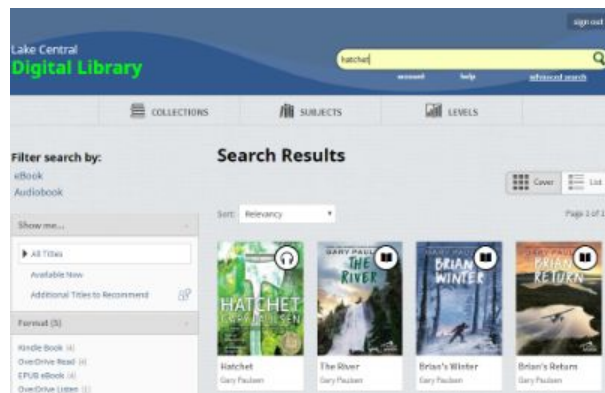 sign out
Lake Central
Digital Library
hatchet
account help advanced search
COLLECTIONS SUBJECTS LEVELS
Filter search by:
eBook
Audiobook
Search Results
Cover List
Sort: Relevancy
Page 1 of 1
Show me...
All Titles
Available Now
Additional Titles to Recommend
Format (5)
Kindle Book (4)
OverDrive Read (4)
EPUB eBook (4)
OverDrive Listen (1)
HATCHET
GARY PAULSEN
GARY PAUL
THE
RIVER
GARY PAUL
BRIAN
WINTER
GARY PAUL
BRIAN
RETURN
Hatchet
Gary Paulsen
The River
Gary Paulsen
Brian's Winter
Gary Paulsen
Brian's Return
Gary Paulsen